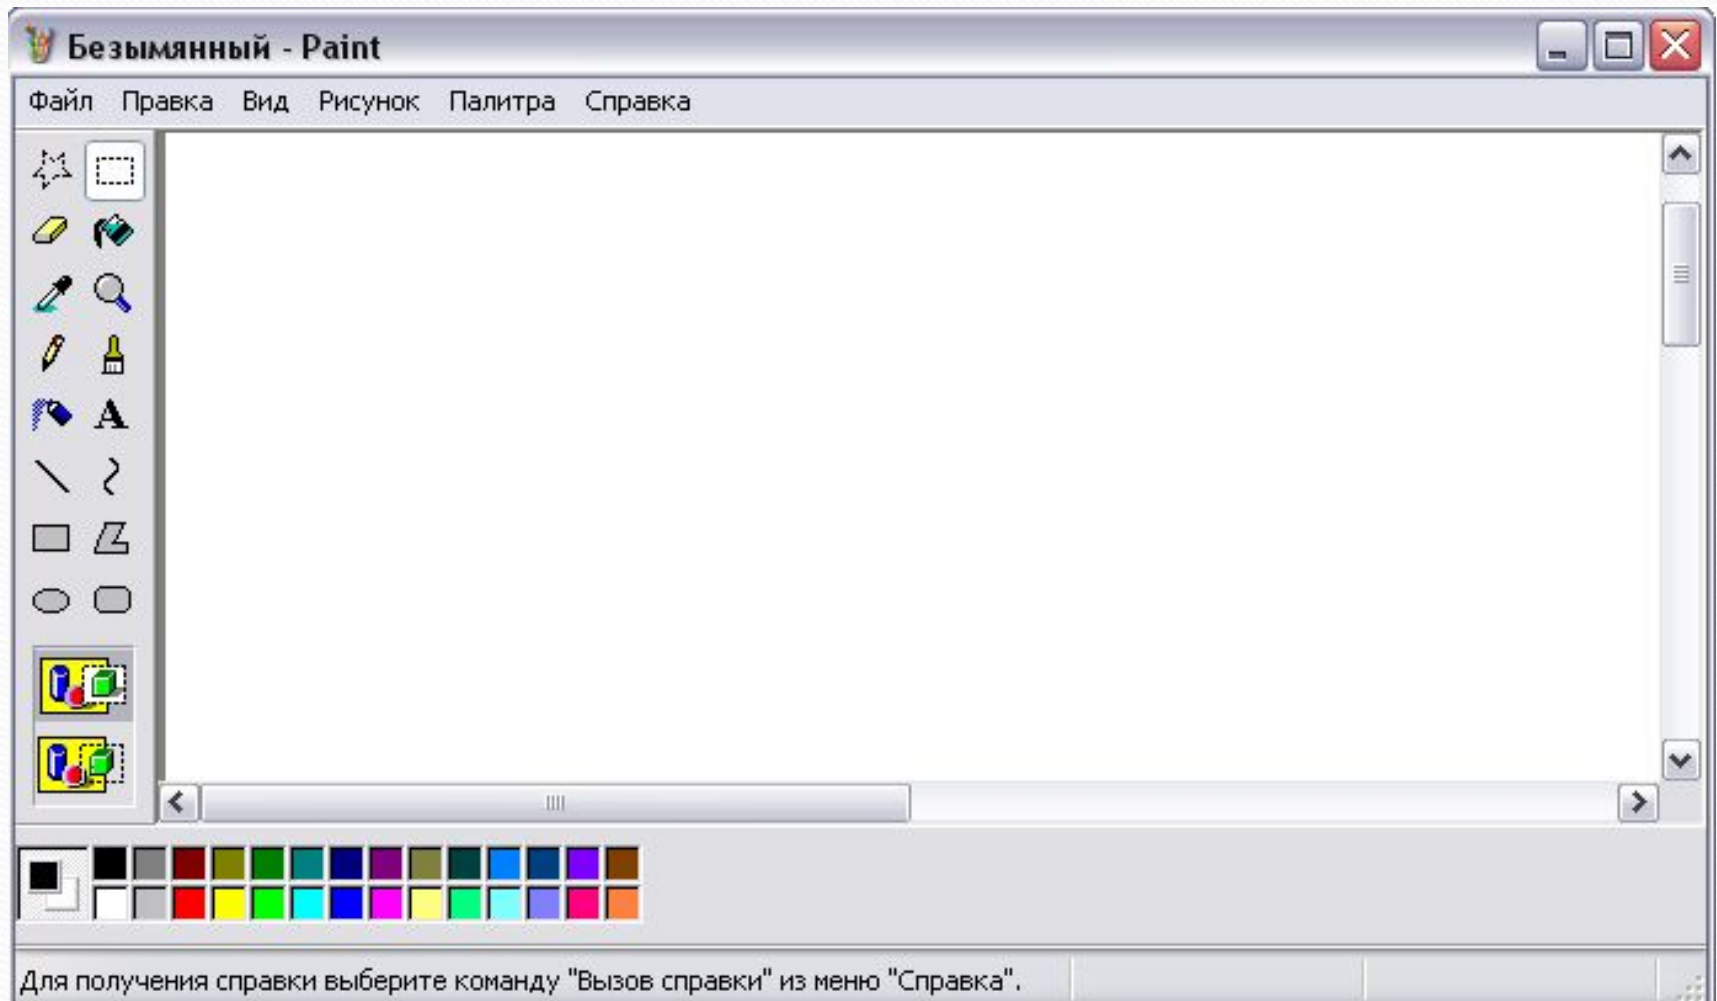 Безымянный - Paint
Файл Правка Вид Рисунок Палитра Справка
A
Для получения справки выберите команду "Вызов справки" из меню "Справка".